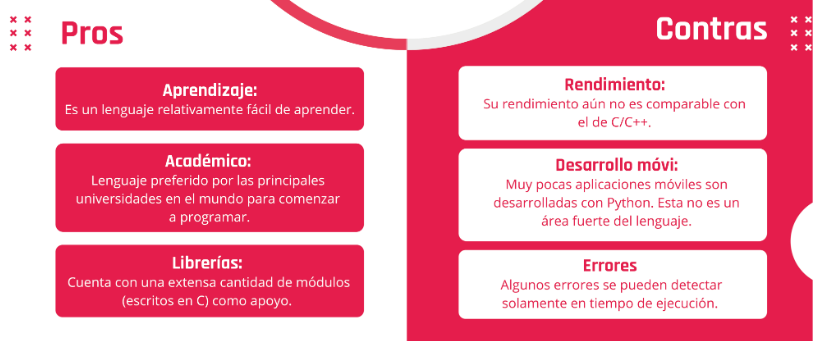 Pros
Aprendizaje:
Es un lenguaje relativamente fácil de aprender.
Académico:
Lenguaje preferido por las principales
universidades en el mundo para comenzar
a programar.
Librerías:
Cuenta con una extensa cantidad de módulos
(escritos en C) como apoyo.
Contras
Rendimiento:
Su rendimiento aún no es comparable con
el de C/C++.
Desarrollo móvi:
Muy pocas aplicaciones móviles son
desarrolladas con Python. Esta no es un
área fuerte del lenguaje.
Errores
Algunos errores se pueden detectar
solamente en tiempo de ejecución.